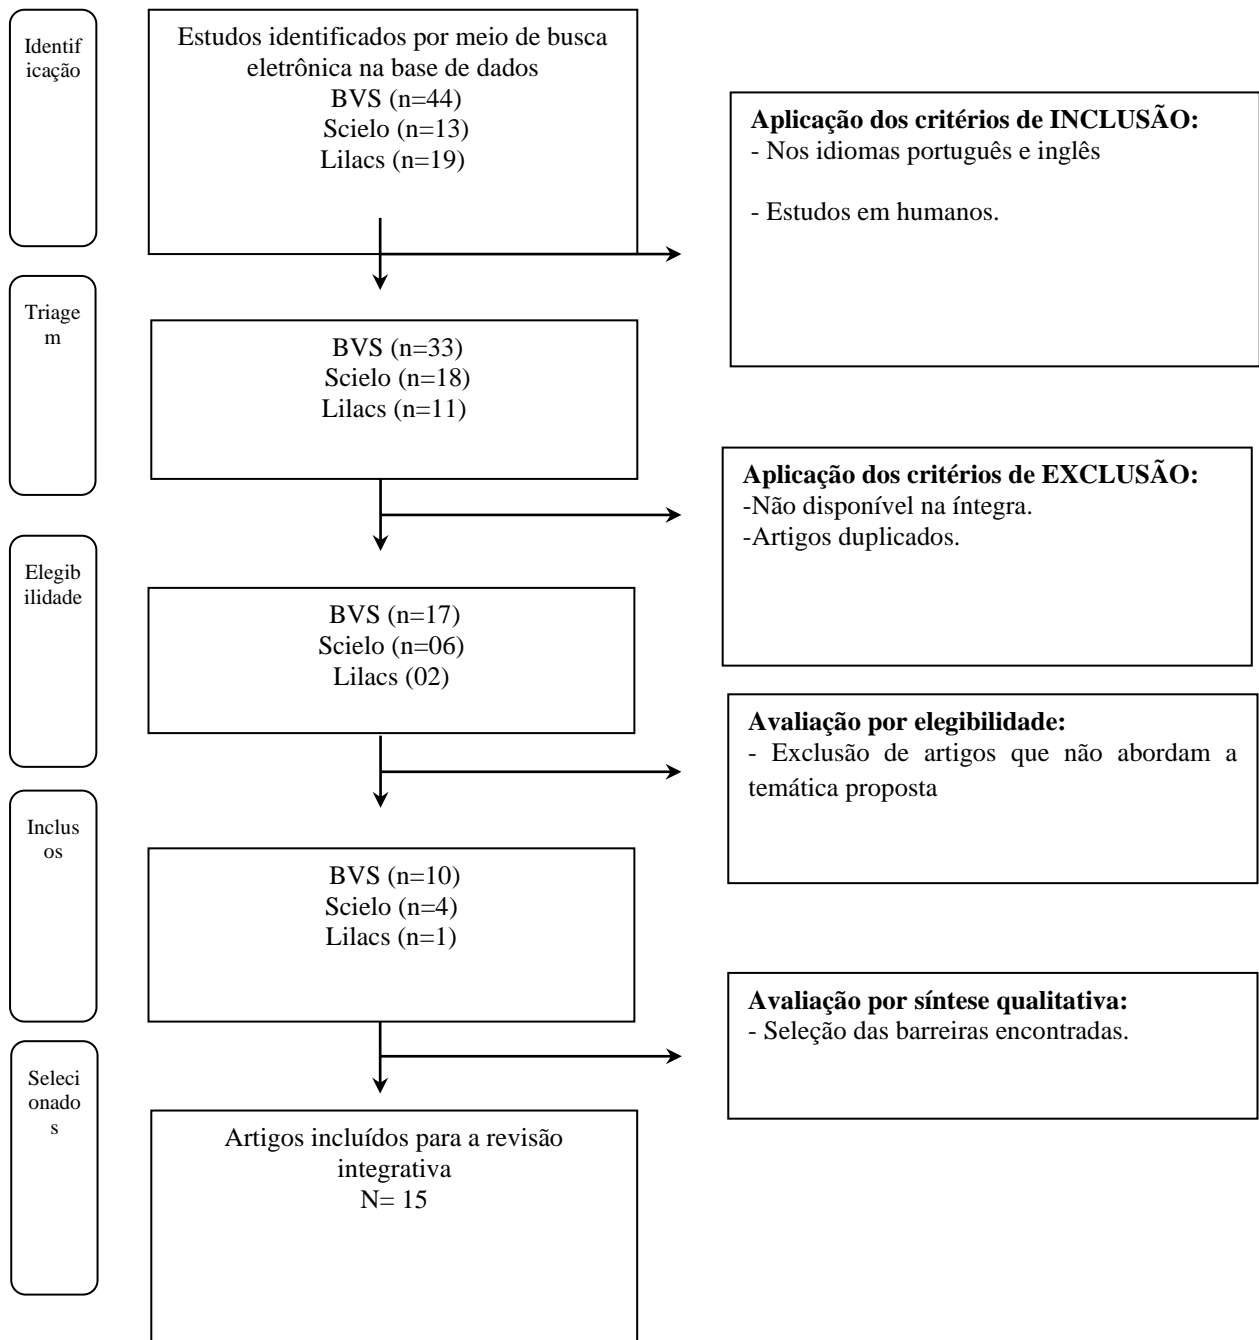 Identif
icação
Estudos identificados por meio de busca
eletrônica na base de dados
BVS (n=44)
Scielo (n=13)
Lilacs (n=19)
Aplicação dos critérios de INCLUSÃO:
- Nos idiomas português e inglês
- Estudos em humanos.
Triage
m
BVS (n=33)
Scielo (n=18)
Lilacs (n=11)
Aplicação dos critérios de EXCLUSÃO:
-Não disponível na íntegra.
-Artigos duplicados.
Elegib
ilidade
BVS (n=17)
Scielo (n=06)
Lilacs (02)
Avaliação por elegibilidade:
- Exclusão de artigos que não abordam a
temática proposta
Inclus
os
BVS (n=10)
Scielo (n=4)
Lilacs (n=1)
Avaliação por síntese qualitativa:
- Seleção das barreiras encontradas.
Seleci
onado
s
Artigos incluídos para a revisão
integrativa
N= 15